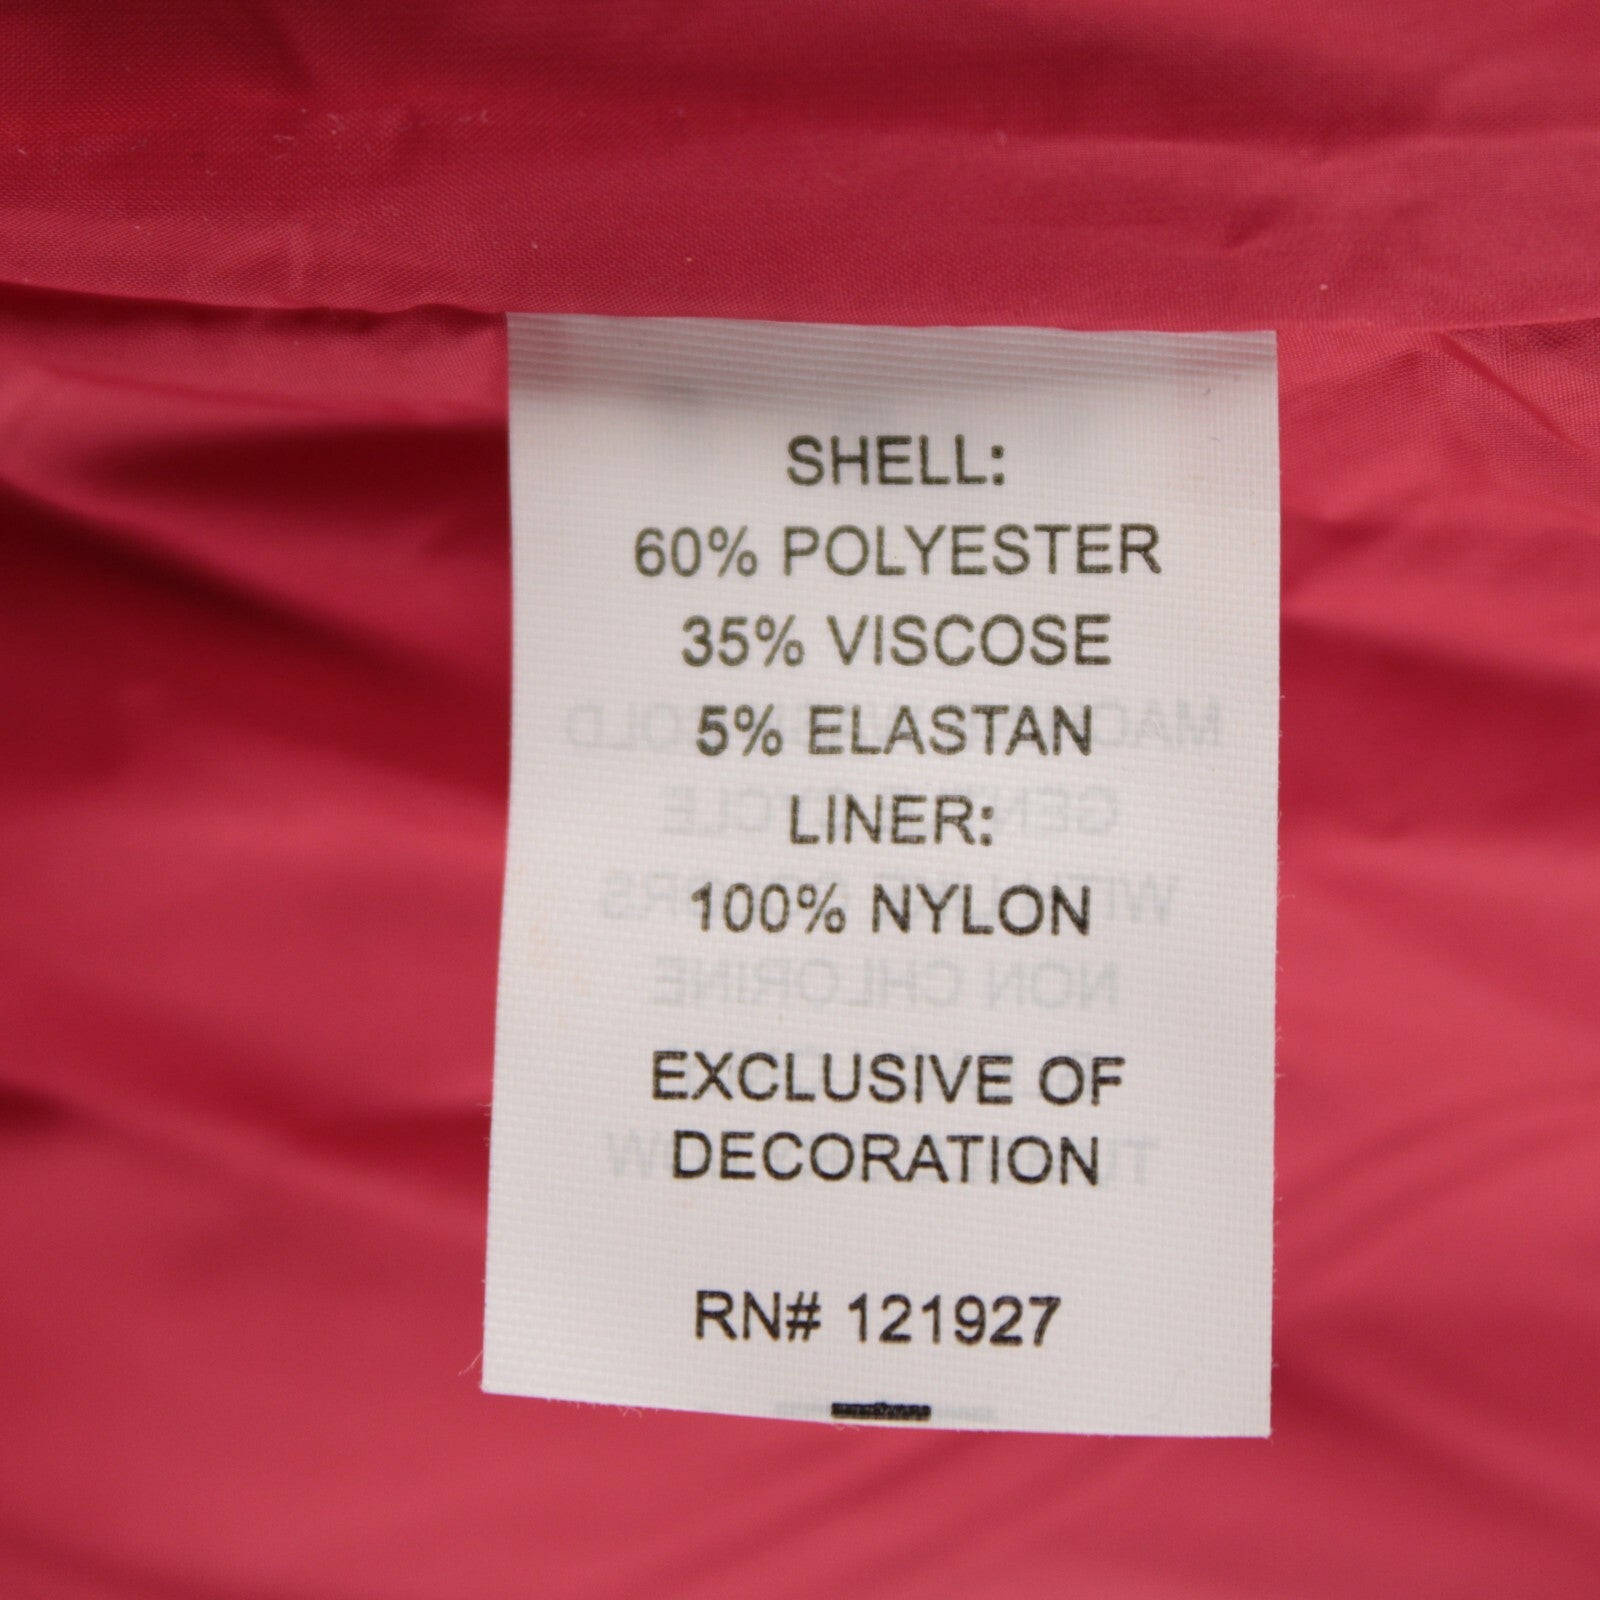 SHELL:
60% POLYESTER
35% VISCOSE
5% ELASTAN
LINER:
100% NYLON
EXCLUSIVE OF
DECORATION
RN# 121927